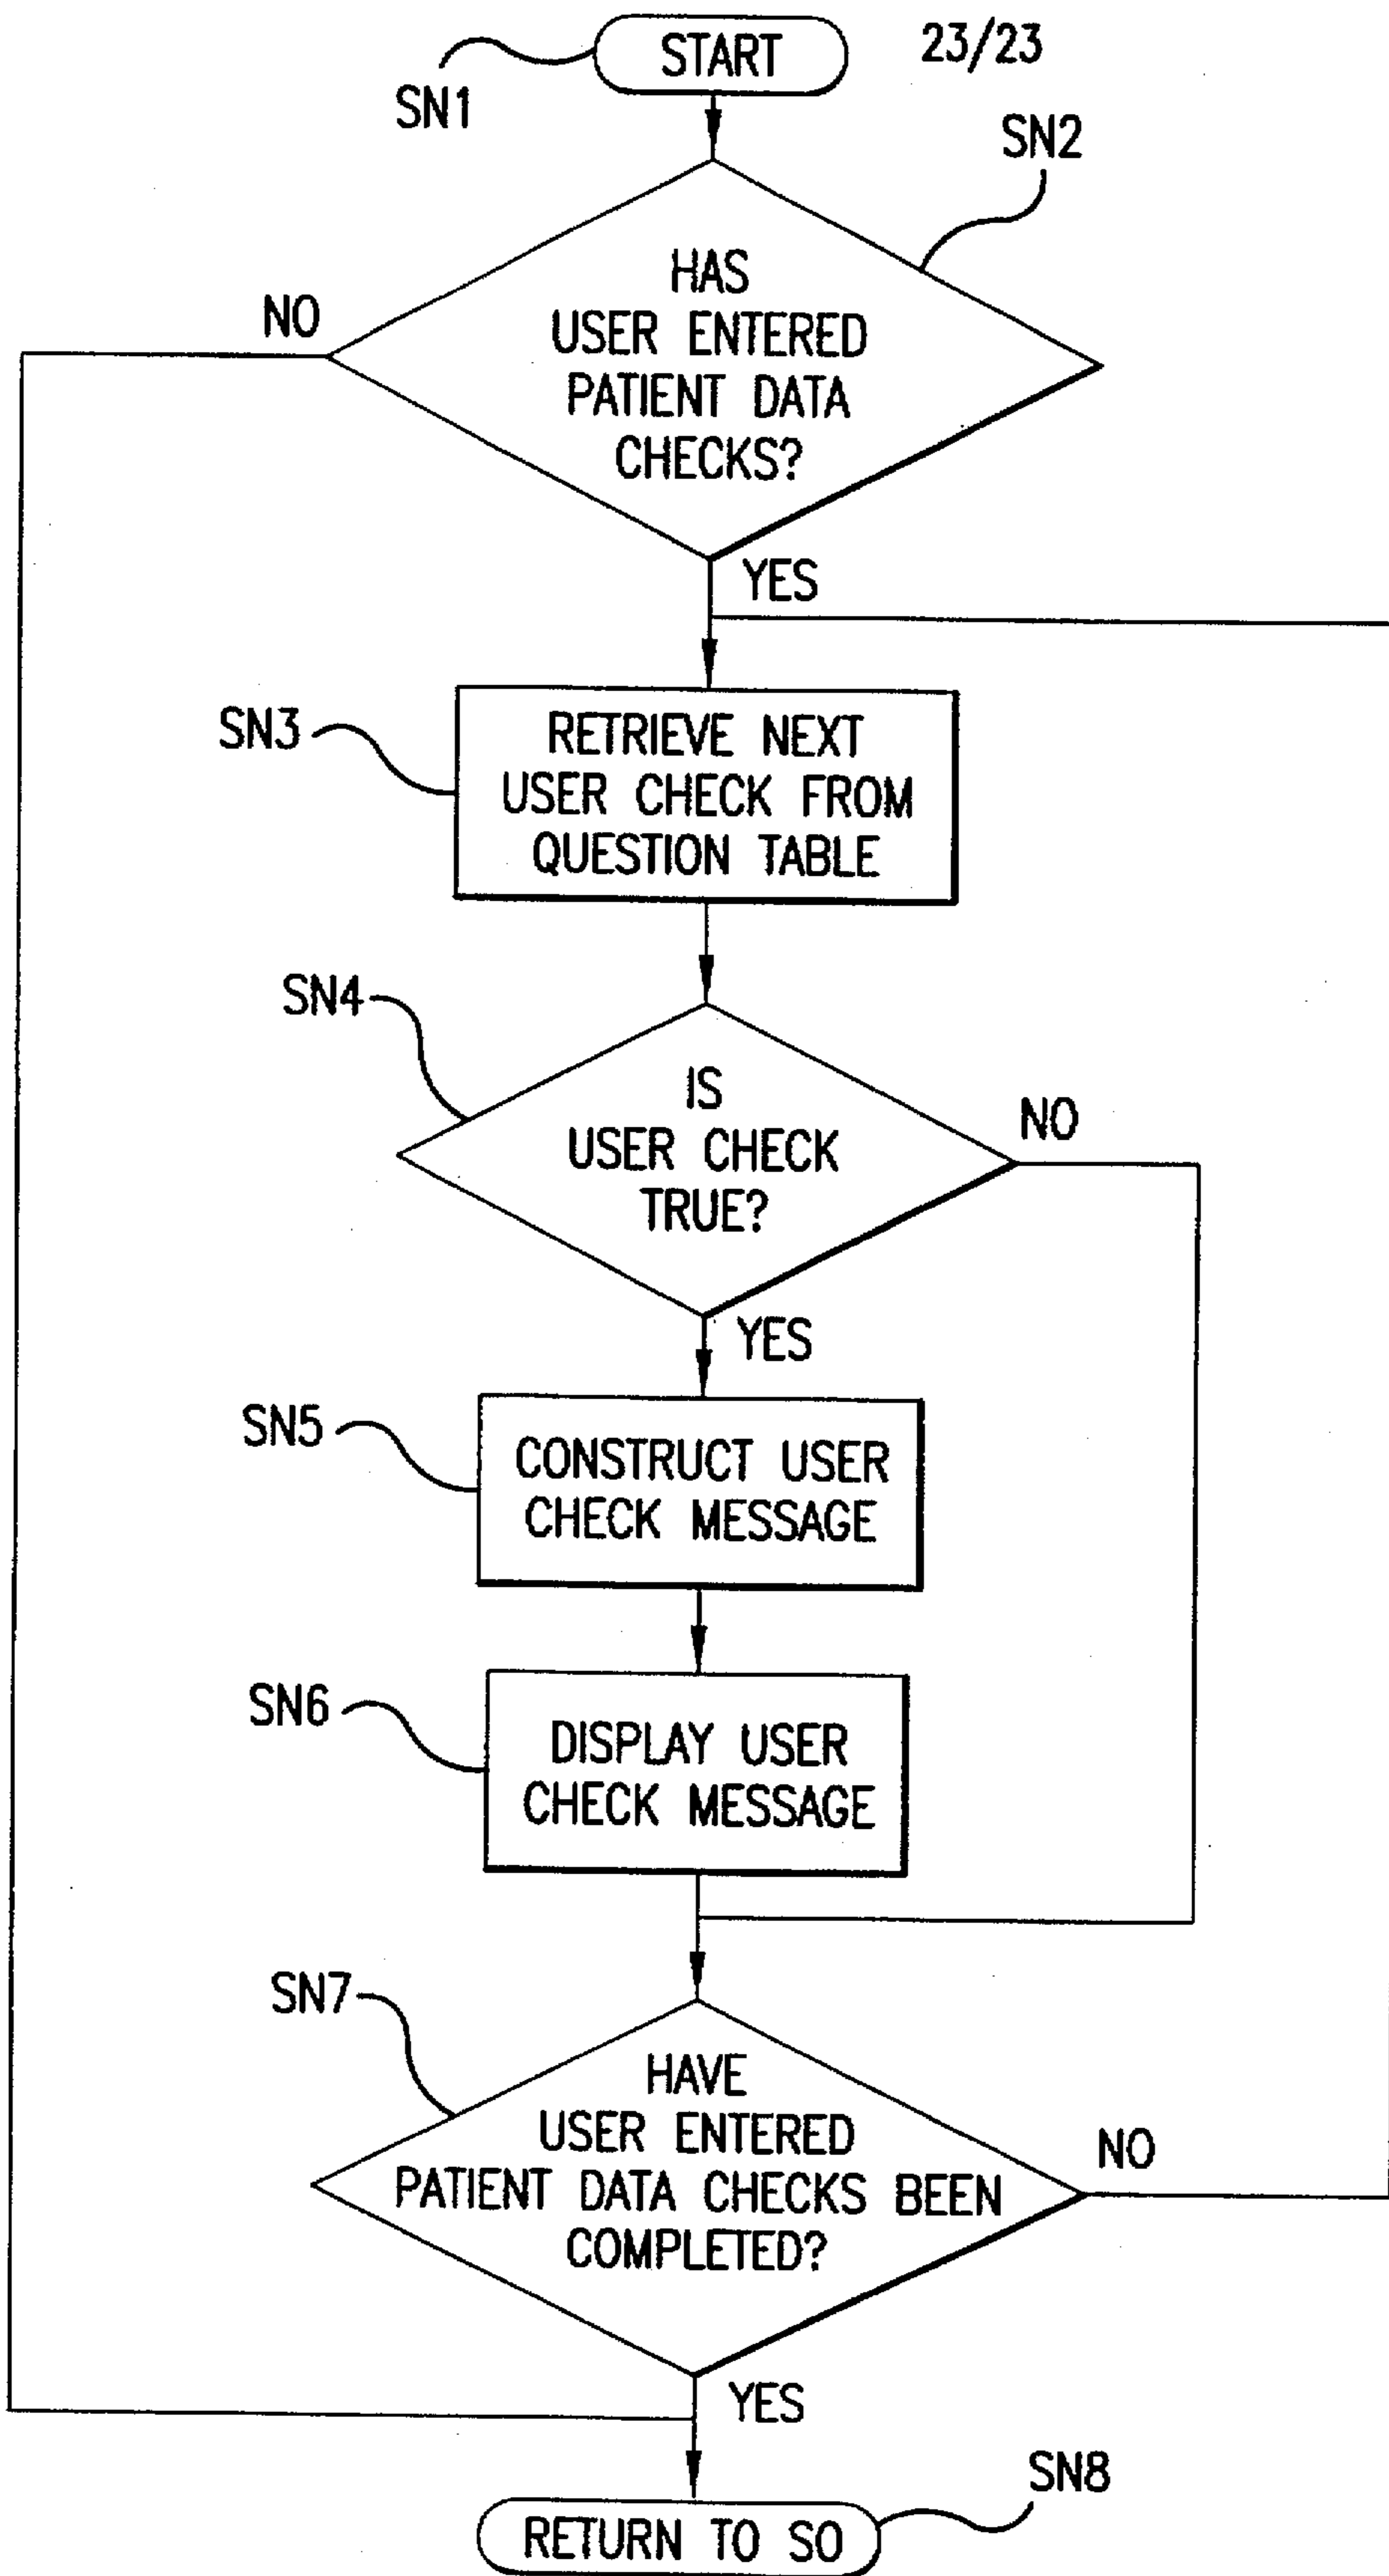 START
23/23
SN1
SN2
HAS
USER ENTERED
PATIENT DATA
CHECKS?
NO
YES
SN3
RETRIEVE NEXT
USER CHECK FROM
QUESTION TABLE
SN4
IS
USER CHECK
TRUE?
NO
YES
SN5
CONSTRUCT USER
CHECK MESSAGE
SN6
DISPLAY USER
CHECK MESSAGE
SN7
HAVE
USER ENTERED
PATIENT DATA CHECKS BEEN
COMPLETED?
NO
YES
SN8
RETURN TO SO